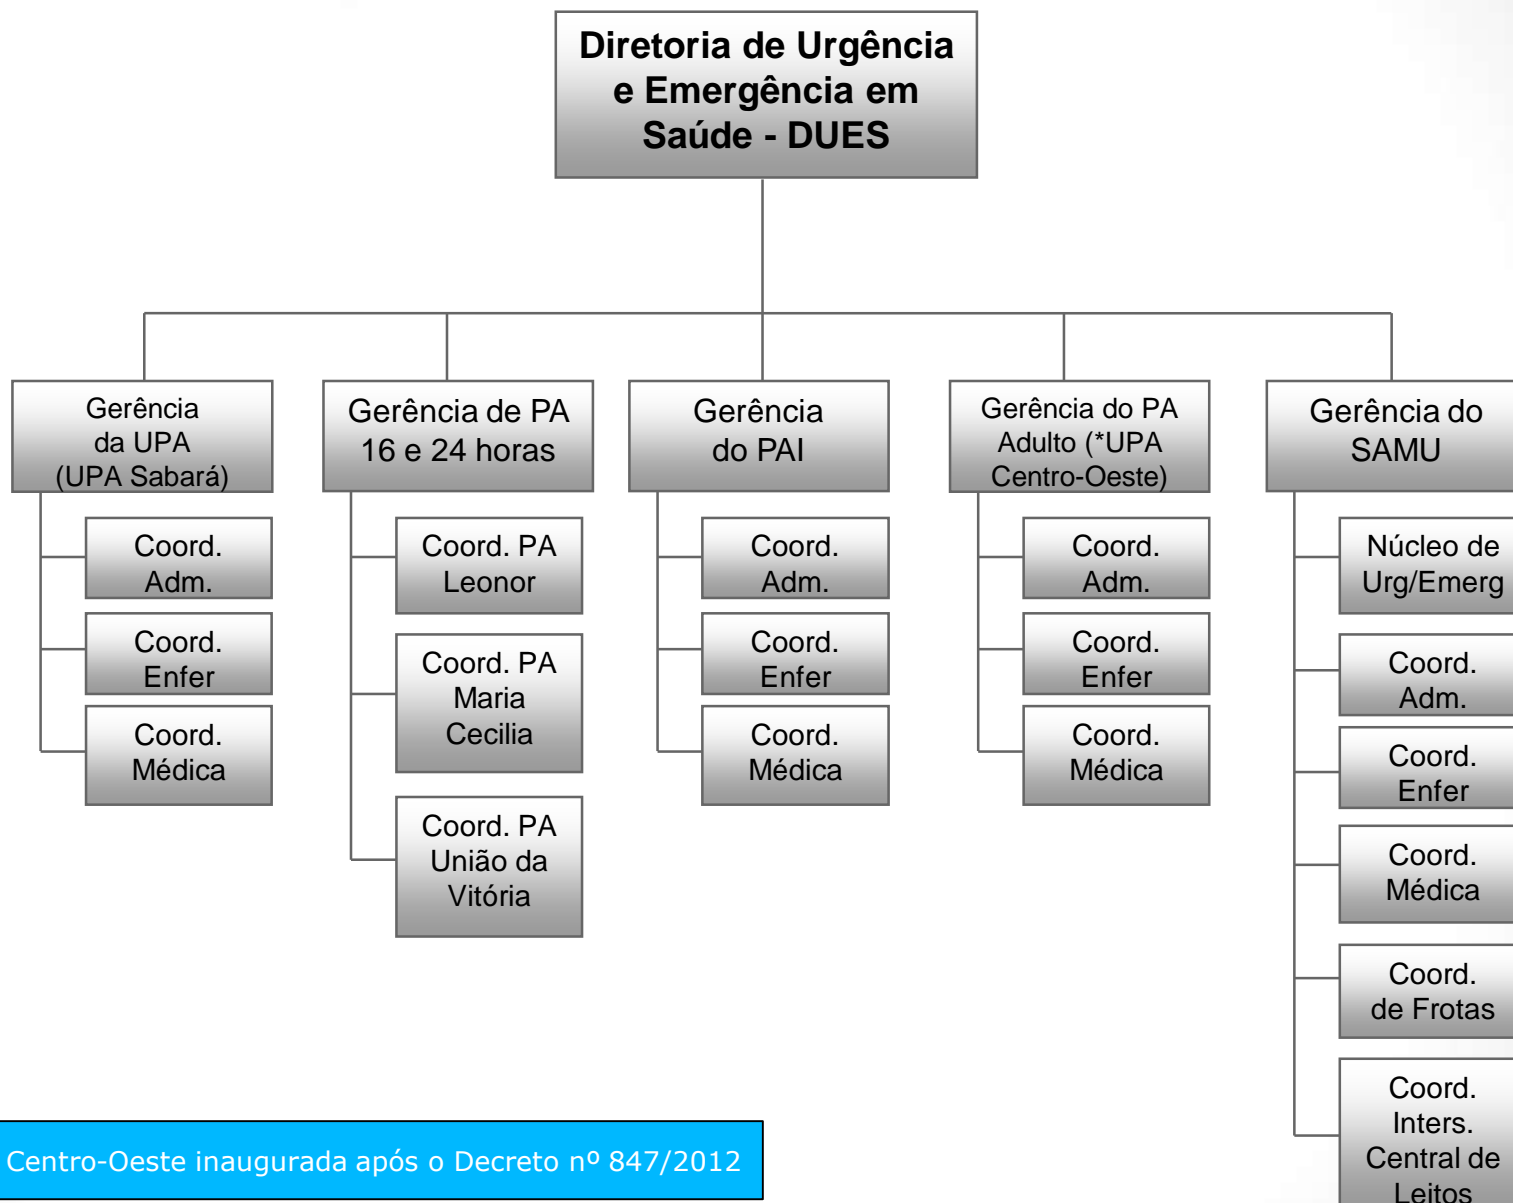 Diretoria de Urgência
e Emergência em
Saúde - DUES
Gerência
da UPA
(UPA Sabará)
Coord.
Adm.
Coord.
Enfer
Coord.
Médica
Gerência de PA
16 e 24 horas
Coord. PA
Leonor
Coord. PA
Maria
Cecilia
Coord. PA
União da
Vitória
Gerência
do PAI
Coord.
Adm.
Coord.
Enfer
Coord.
Médica
Gerência do PA
Adulto (*UPA
Centro-Oeste)
Coord.
Adm.
Coord.
Enfer
Coord.
Médica
Gerência do
SAMU
Núcleo de
Urg/Emerg
Coord.
Adm.
Coord.
Enfer
Coord.
Médica
Coord.
de Frotas
Coord.
Inters.
Central de
Leitos
Centro-Oeste inaugurada após o Decreto nº 847/2012